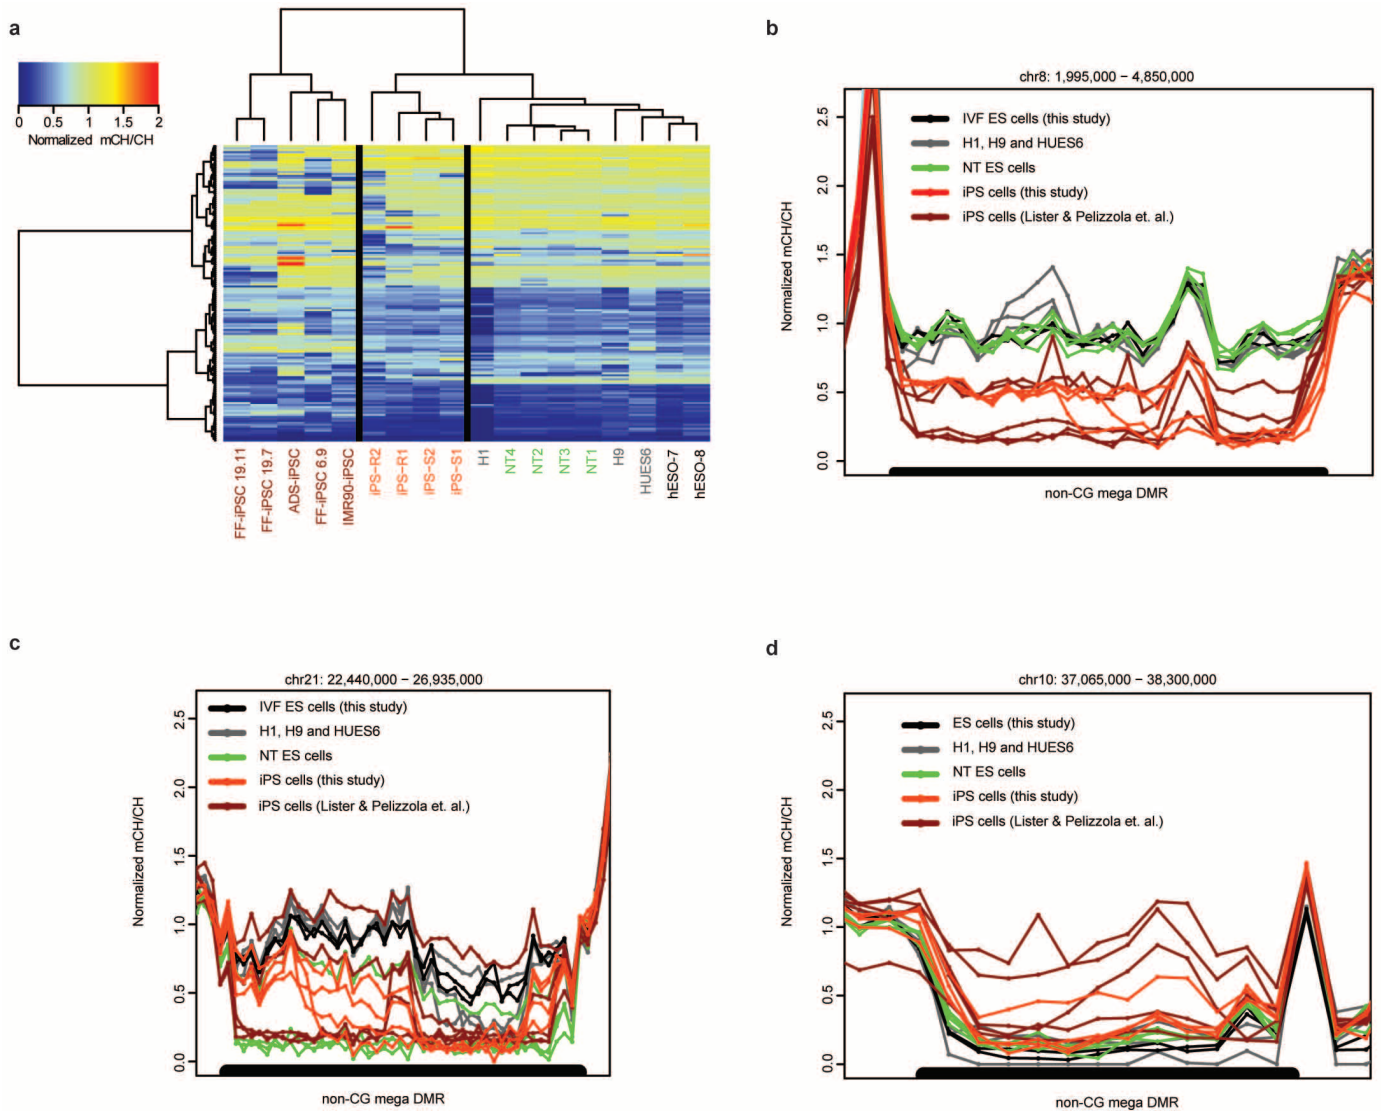 a
0 0.5 1 1.5 2
Normalized mCH/CH
FF-iPSC 19.11
FF-iPSC 19.7
ADS-iPSC
FF-iPSC 6.9
IMR90-iPSC
iPS-R2
iPS-R1
iPS-S2
iPS-S1
H1
NT4
NT2
NT3
NT1
H9
HUES6
hESO-7
hESO-8
b
chr8: 1,995,000 – 4,850,000
IVF ES cells (this study)
H1, H9 and HUES6
NT ES cells
iPS cells (this study)
iPS cells (Lister & Pelizzola et. al.)
Normalized mCH/CH
2.5
2.0
1.5
1.0
0.5
0.0
non-CG mega DMR
c
chr21: 22,440,000 – 26,935,000
IVF ES cells (this study)
H1, H9 and HUES6
NT ES cells
iPS cells (this study)
iPS cells (Lister & Pelizzola et. al.)
Normalized mCH/CH
2.5
2.0
1.5
1.0
0.5
0.0
non-CG mega DMR
d
chr10: 37,065,000 – 38,300,000
ES cells (this study)
H1, H9 and HUES6
NT ES cells
iPS cells (this study)
iPS cells (Lister & Pelizzola et. al.)
Normalized mCH/CH
2.5
2.0
1.5
1.0
0.5
0.0
non-CG mega DMR